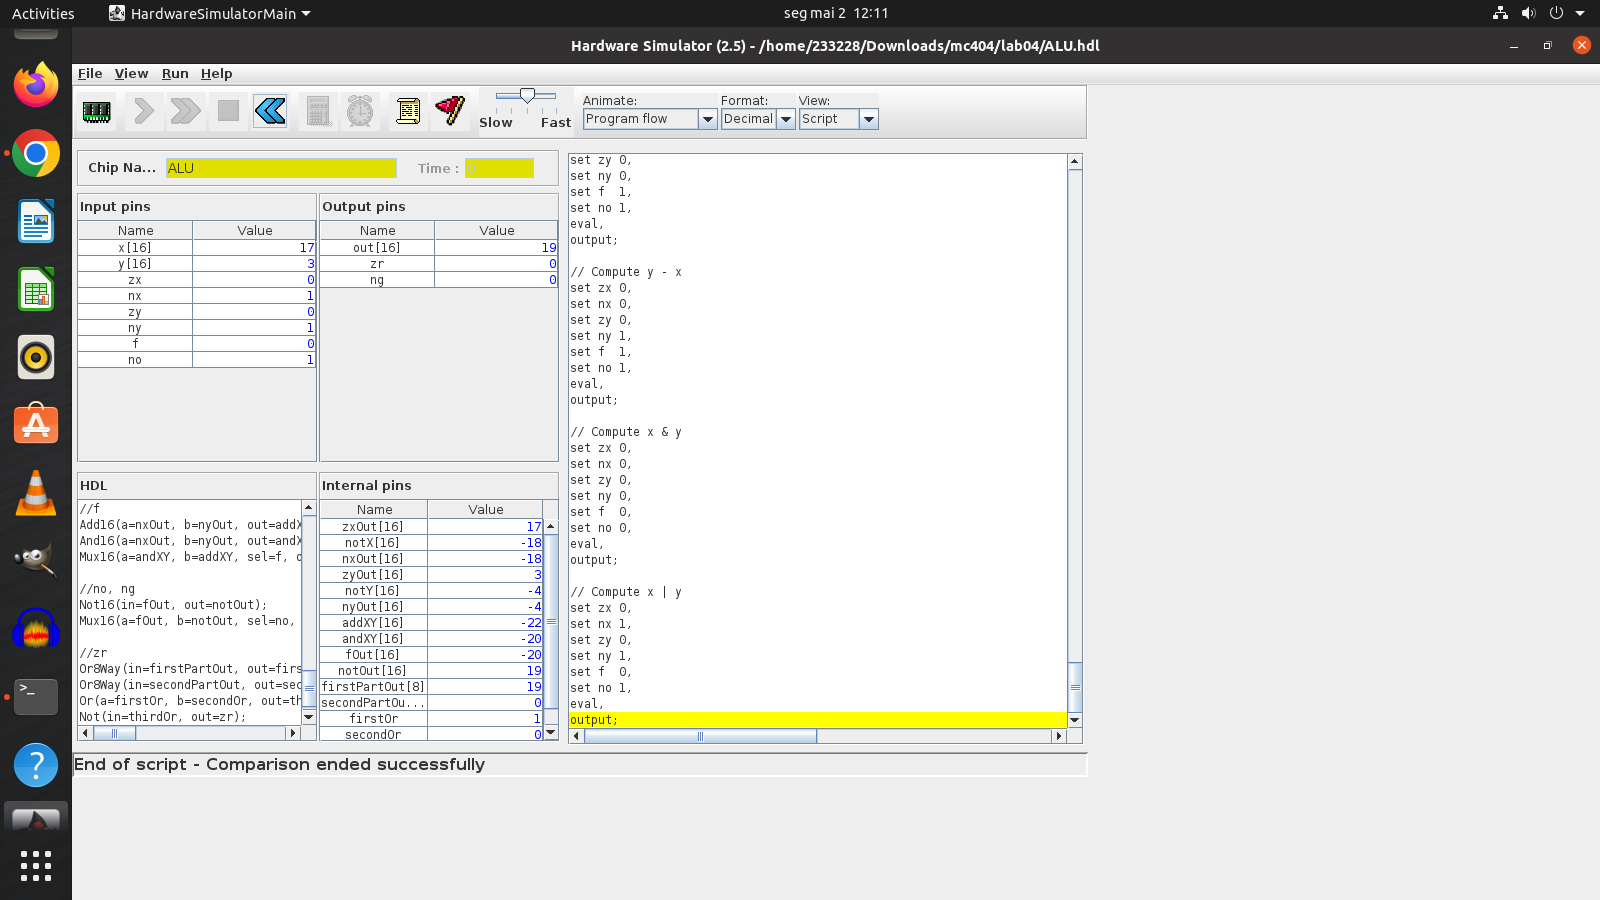 Activities HardwareSimulatorMain seg mai 2 12:11
Hardware Simulator (2.5) - /home/233228/Downloads/mc404/lab04/ALU.hdl
File View Run Help
Slow Fast
Animate: Format: View:
Program flow Decimal Script
Chip Na... ALU Time : 0
Input pins
Name Value
x[16] 17
y[16] 3
zx 0
nx 1
zy 0
ny 1
f 0
no 1
Output pins
Name Value
out[16] 19
zr 0
ng 0
HDL
//f
Add16(a=nxOut, b=nyOut, out=addX
And16(a=nxOut, b=nyOut, out=andX
Mux16(a=andXY, b=addXY, sel=f, o
//no, ng
Not16(in=fOut, out=notOut);
Mux16(a=fOut, b=notOut, sel=no,
//zr
Or8Way(in=firstPartOut, out=firs
Or8Way(in=secondPartOut, out=sec
Or(a=firstOr, b=secondOr, out=th
Not(in=thirdOr, out=zr);
Internal pins
Name Value
zxOut[16] 17
notX[16] -18
nxOut[16] -18
zyOut[16] 3
notY[16] -4
nyOut[16] -4
addXY[16] -22
andXY[16] -20
fOut[16] -20
notOut[16] 19
firstPartOut[8] 19
secondPartOu... 0
firstOr 1
secondOr 0
set zy 0,
set ny 0,
set f  1,
set no 1,
eval,
output;
// Compute y - x
set zx 0,
set nx 0,
set zy 0,
set ny 1,
set f  1,
set no 1,
eval,
output;
// Compute x & y
set zx 0,
set nx 0,
set zy 0,
set ny 0,
set f  0,
set no 0,
eval,
output;
// Compute x | y
set zx 0,
set nx 1,
set zy 0,
set ny 1,
set f  0,
set no 1,
eval,
output;
End of script - Comparison ended successfully